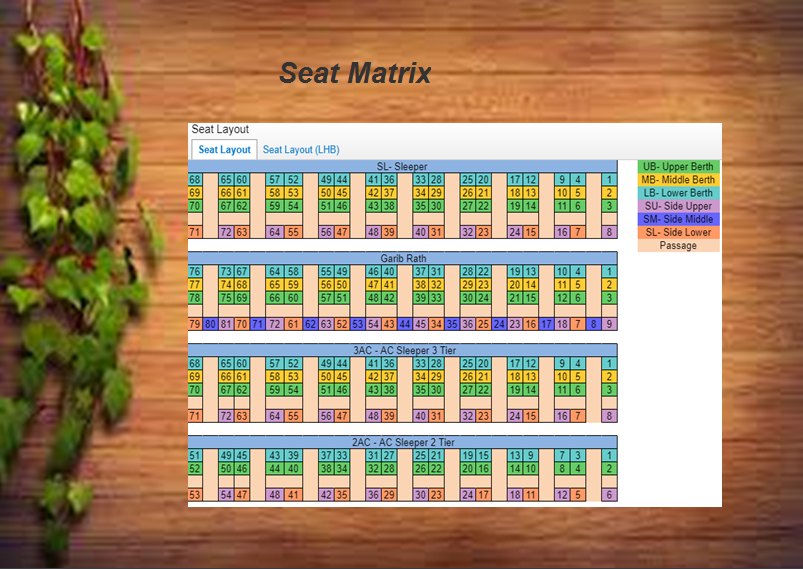 Seat Matrix
Seat Layout
Seat Layout Seat Layout (LHB)
SL- Sleeper UB- Upper Berth
68 65 60 57 52 49 44 41 36 33 28 25 20 17 12 9 4 1 MB- Middle Berth
69 66 61 58 53 50 45 42 37 34 29 26 21 18 13 10 5 2 LB- Lower Berth
70 67 62 59 54 51 46 43 38 35 30 27 22 19 14 11 6 3 SU- Side Upper
SM- Side Middle
71 72 63 64 55 56 47 48 39 40 31 32 23 24 15 16 7 8 SL- Side Lower
Passage
Garib Rath
76 73 67 64 58 55 49 46 40 37 31 28 22 19 13 10 4 1
77 74 68 65 59 56 50 47 41 38 32 29 23 20 14 11 5 2
78 75 69 66 60 57 51 48 42 39 33 30 24 21 15 12 6 3
79 80 81 70 71 72 61 62 63 52 53 54 43 44 45 34 35 36 25 24 23 16 17 18 7 8 9
3AC - AC Sleeper 3 Tier
68 65 60 57 52 49 44 41 36 33 28 25 20 17 12 9 4 1
69 66 61 58 53 50 45 42 37 34 29 26 21 18 13 10 5 2
70 67 62 59 54 51 46 43 38 35 30 27 22 19 14 11 6 3
71 72 63 64 55 56 47 48 39 40 31 32 23 24 15 16 7 8
2AC - AC Sleeper 2 Tier
51 49 45 43 39 37 33 31 27 25 21 19 15 13 9 7 3 1
52 50 46 44 40 38 34 32 28 26 22 20 16 14 10 8 4 2
53 54 47 48 41 42 35 36 29 30 23 24 17 18 11 12 5 6